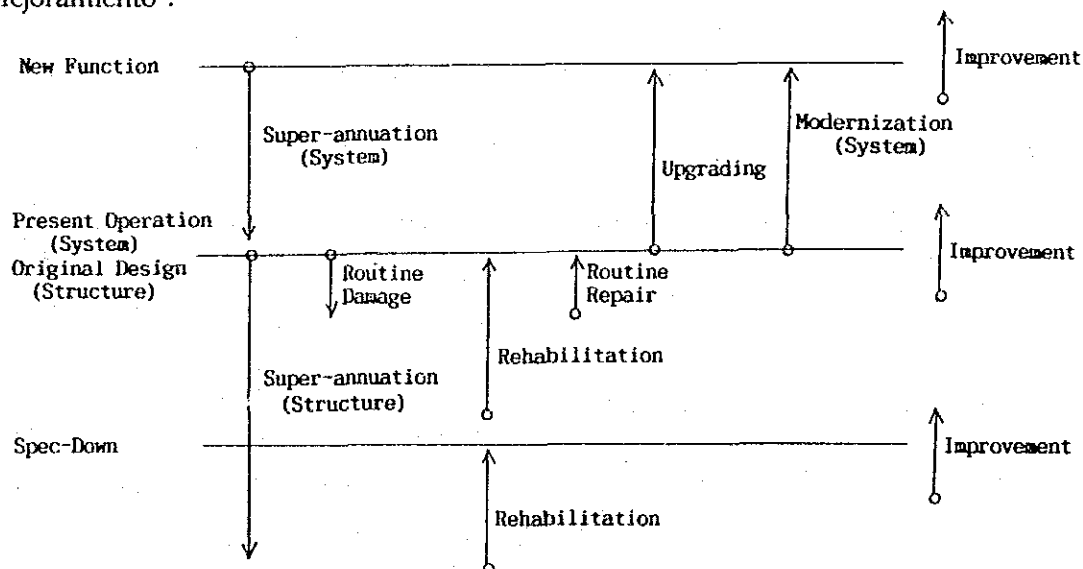 mejoramiento".
New Function
Improvement
Super-annuation
(System)
Modernization
(System)
Upgrading
Present Operation
(System)
Original Design
(Structure)
Improvement
Routine
Damage
Routine
Repair
Rehabilitation
Super-annuation
(Structure)
Spec-Down
Improvement
Rehabilitation